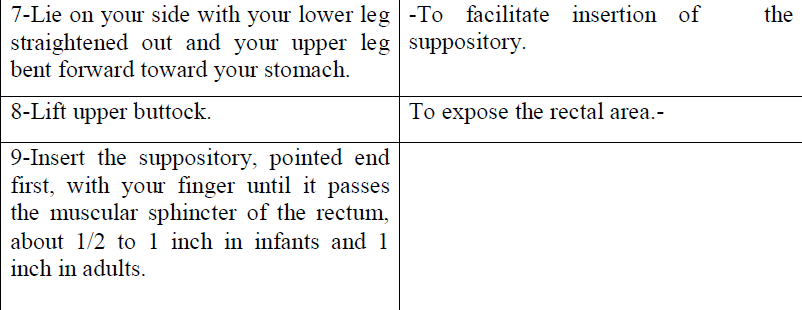 7-Lie on your side with your lower leg
straightened out and your upper leg
bent forward toward your stomach.
-To facilitate insertion of the
suppository.
8-Lift upper buttock.
To expose the rectal area.-
9-Insert the suppository, pointed end
first, with your finger until it passes
the muscular sphincter of the rectum,
about 1/2 to 1 inch in infants and 1
inch in adults.